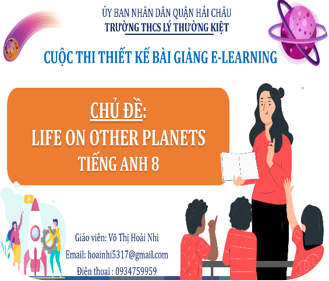 ỦY BAN NHÂN DÂN QUẬN HẢI CHÂU
TRƯỜNG THCS LÝ THƯỜNG KIỆT
CUỘC THI THIẾT KẾ BÀI GIẢNG E-LEARNING
CHỦ ĐỀ:
LIFE ON OTHER PLANETS
TIẾNG ANH 8
Giáo viên: Võ Thị Hoài Nhi
Email: hoainhi5317@gmail.com
Điên thoai : 0934759959